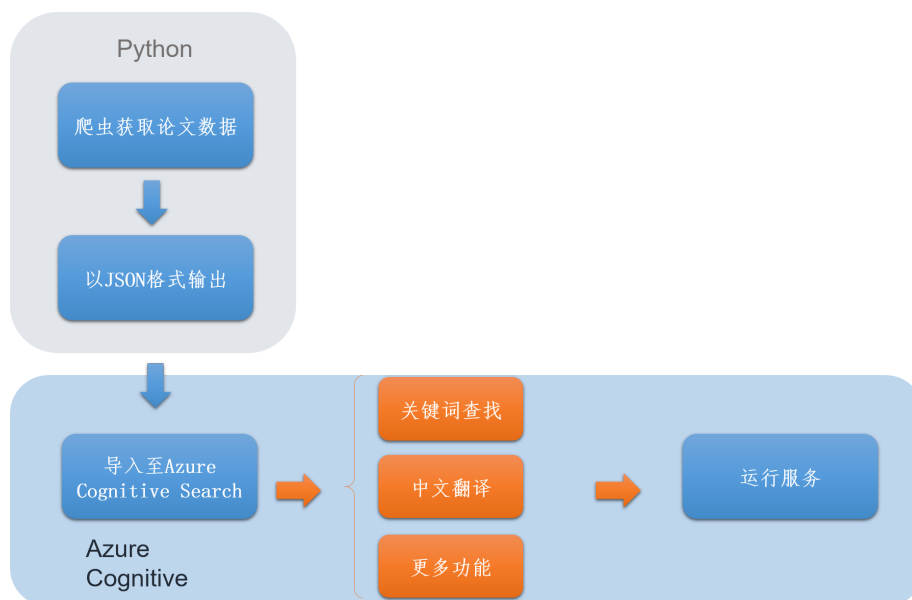 Python
爬虫获取论文数据
以JSON格式输出
导入至Azure
Cognitive Search
关键词查找
中文翻译
更多功能
运行服务
Azure
Cognitive